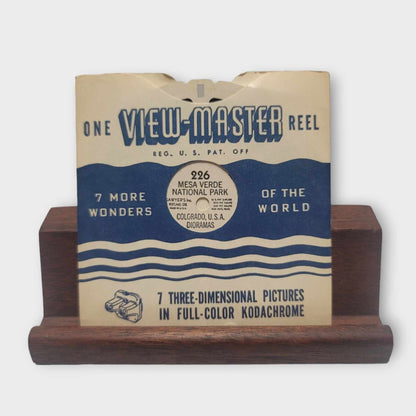 ONE VIEW-MASTER REEL
REG. U. S. PAT. OFF
226
MESA VERDE
NATIONAL PARK
7 MORE
WONDERS
OF THE
WORLD
COLORADO, U.S.A.
DIORAMAS
7 THREE-DIMENSIONAL PICTURES
IN FULL-COLOR KODACHROME